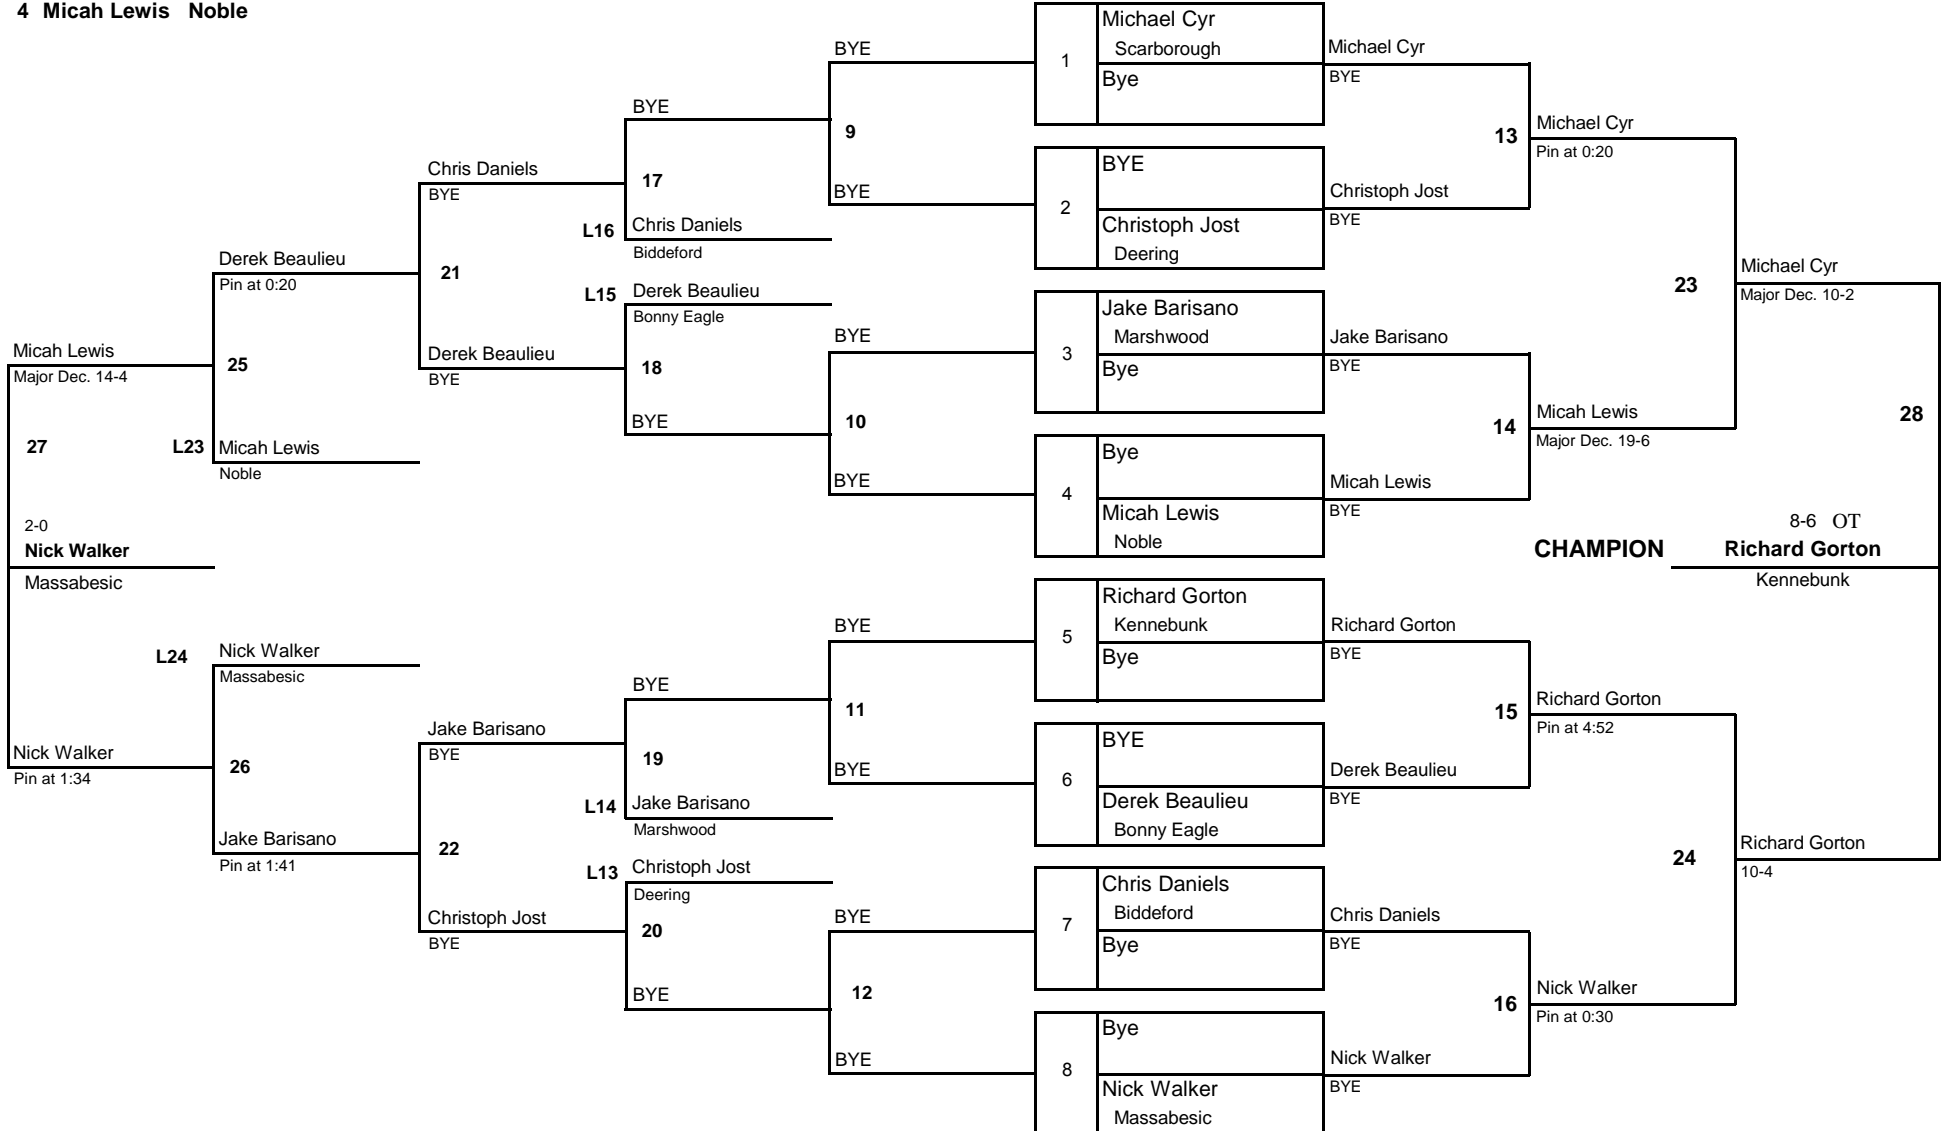 4 Micah Lewis Noble
BYE
BYE
Chris Daniels
BYE
17
L16 Chris Daniels
Biddeford
9
BYE
Derek Beaulieu
Pin at 0:20
21
L15 Derek Beaulieu
Bonny Eagle
Derek Beaulieu
BYE
18
BYE
BYE
10
BYE
Micah Lewis
Major Dec. 14-4
25
27
L23 Micah Lewis
Noble
2-0
Nick Walker
Massabesic
L24 Nick Walker
Massabesic
Nick Walker
Pin at 1:34
26
Jake Barisano
Pin at 1:41
Jake Barisano
BYE
22
Christoph Jost
BYE
BYE
19
L14 Jake Barisano
Marshwood
L13 Christoph Jost
Deering
20
BYE
BYE
11
BYE
BYE
12
BYE
1
Michael Cyr
Scarborough
Bye
2
BYE
Christoph Jost
Deering
3
Jake Barisano
Marshwood
Bye
4
Bye
Micah Lewis
Noble
5
Richard Gorton
Kennebunk
Bye
6
BYE
Derek Beaulieu
Bonny Eagle
7
Chris Daniels
Biddeford
Bye
8
Bye
Nick Walker
Massabesic
Michael Cyr
BYE
13
Christoph Jost
BYE
Jake Barisano
BYE
14
Micah Lewis
BYE
Richard Gorton
BYE
15
Derek Beaulieu
BYE
Chris Daniels
BYE
16
Nick Walker
BYE
Michael Cyr
Pin at 0:20
23
Micah Lewis
Major Dec. 19-6
Richard Gorton
Pin at 4:52
24
Nick Walker
Pin at 0:30
Michael Cyr
Major Dec. 10-2
28
8-6 OT
CHAMPION Richard Gorton
Kennebunk
Richard Gorton
10-4